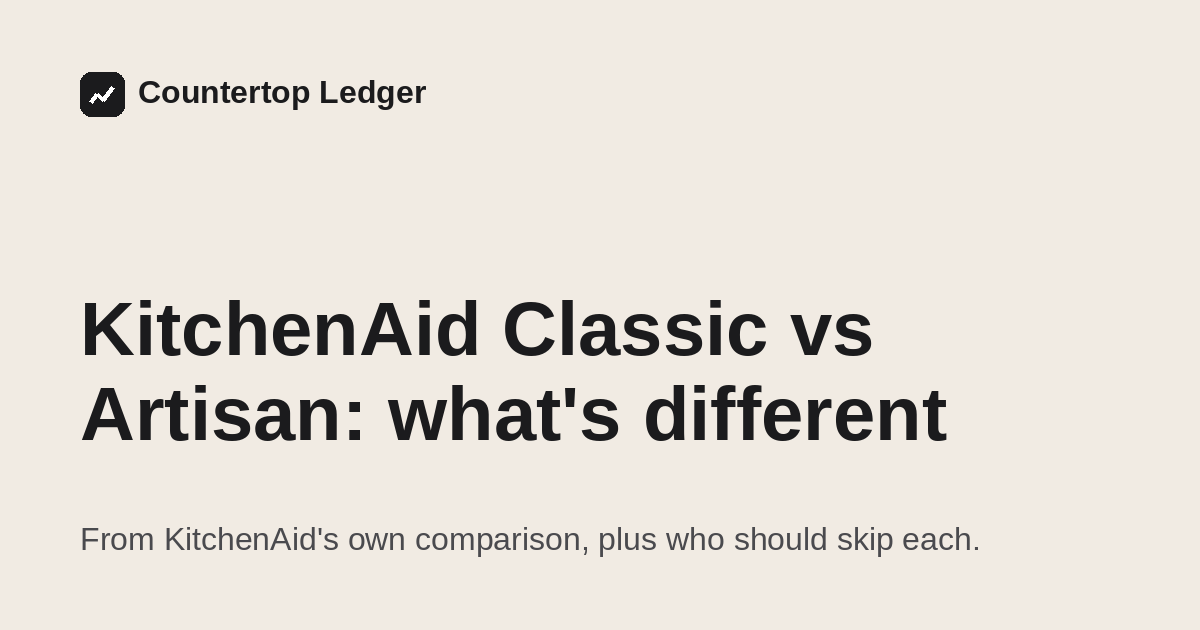 Countertop Ledger
KitchenAid Classic vs
Artisan: what's different
From KitchenAid's own comparison, plus who should skip each.